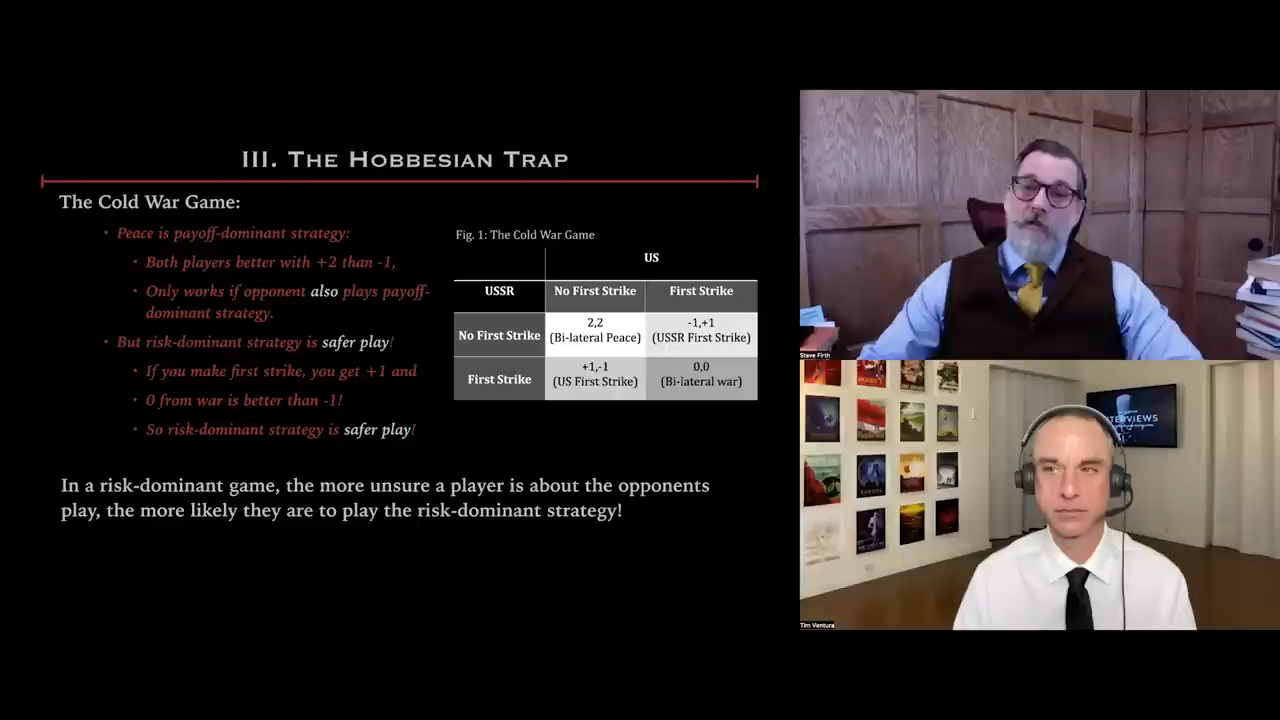 III. The Hobbesian Trap
The Cold War Game:
• Peace is payoff-dominant strategy:
• Both players better with +2 than -1,
• Only works if opponent also plays payoff-
dominant strategy.
• But risk-dominant strategy is safer play!
• If you make first strike, you get +1 and
• 0 from war is better than -1!
• So risk-dominant strategy is safer play!
Fig. 1: The Cold War Game
US
USSR No First Strike First Strike
No First Strike 2,2 -1,+1
(Bi-lateral Peace) (USSR First Strike)
First Strike +1,-1 0,0
(US First Strike) (Bi-lateral war)
In a risk-dominant game, the more unsure a player is about the opponents
play, the more likely they are to play the risk-dominant strategy!
Steve Firth
EUROPE
Tim Ventura